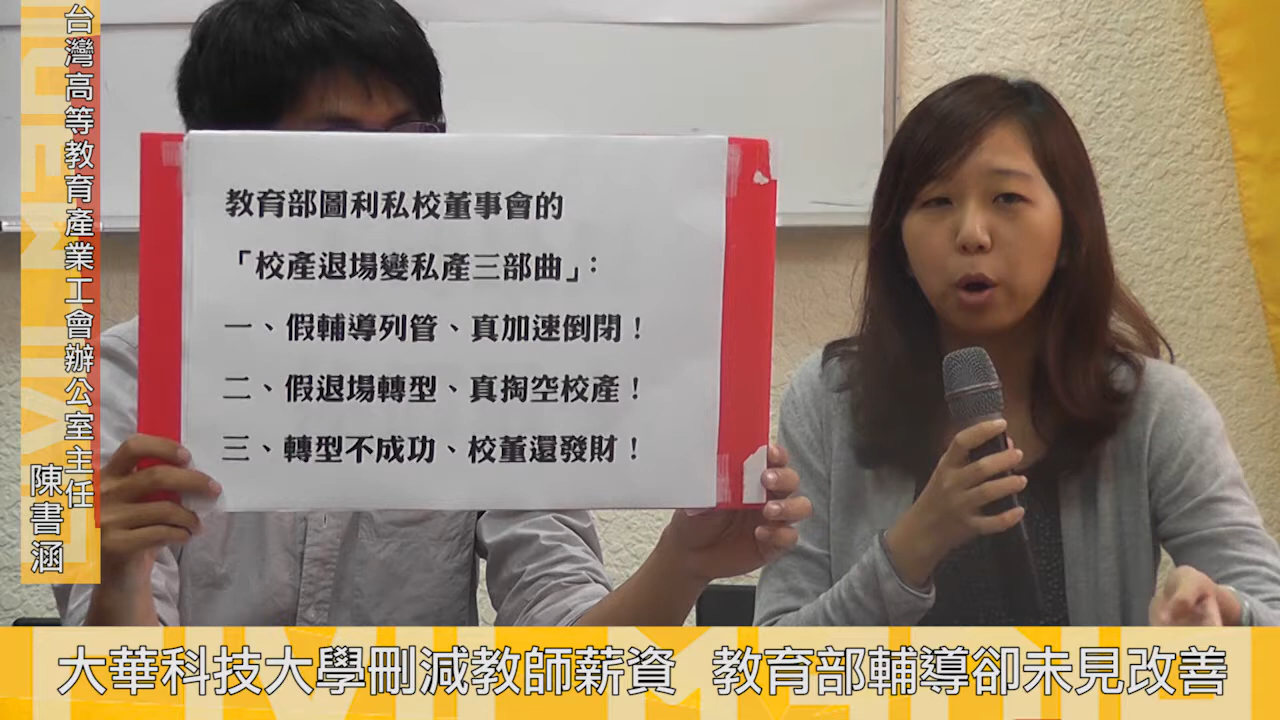 台灣高等教育產業工會辦公室主任
陳書涵
教育部圖利私校董事會的
「校產退場變私產三部曲」：
一、假輔導列管、真加速倒閉！
二、假退場轉型、真掏空校產！
三、轉型不成功、校董還發財！
大華科技大學刪減教師薪資 教育部輔導卻未見改善